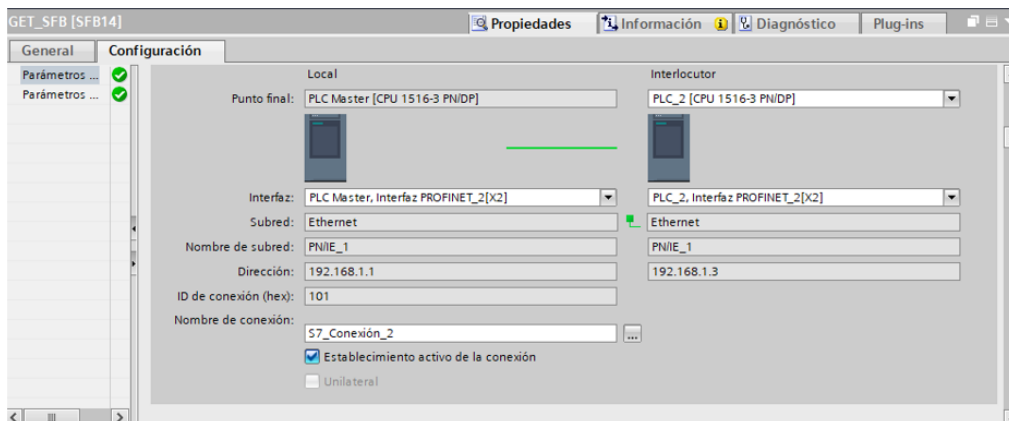 GET_SFB [SFB14]
Propiedades
Información
Diagnóstico
Plug-ins
General
Configuración
Parámetros ...
Parámetros ...
Local
Interlocutor
Punto final: PLC Master [CPU 1516-3 PN/DP] PLC_2 [CPU 1516-3 PN/DP]
Interfaz: PLC Master, Interfaz PROFINET_2[X2] PLC_2, Interfaz PROFINET_2[X2]
Subred: Ethernet Ethernet
Nombre de subred: PN/IE_1 PN/IE_1
Dirección: 192.168.1.1 192.168.1.3
ID de conexión (hex): 101
Nombre de conexión:
S7_Conexión_2 ...
Establecimiento activo de la conexión
Unilateral